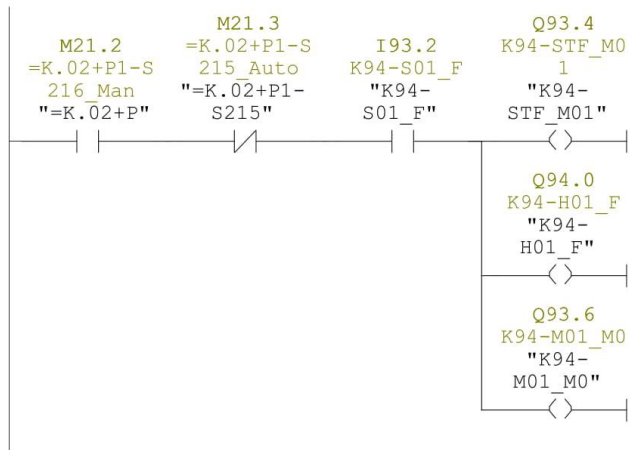 M21.2
=K.02+P1-S
216_Man
"=K.02+P"
M21.3
=K.02+P1-S
215_Auto
"=K.02+P1-
S215"
I93.2
K94-S01_F
"K94-
S01_F"
Q93.4
K94-STF_M0
1
"K94-
STF_M01"
Q94.0
K94-H01_F
"K94-
H01_F"
Q93.6
K94-M01_M0
"K94-
M01_M0"